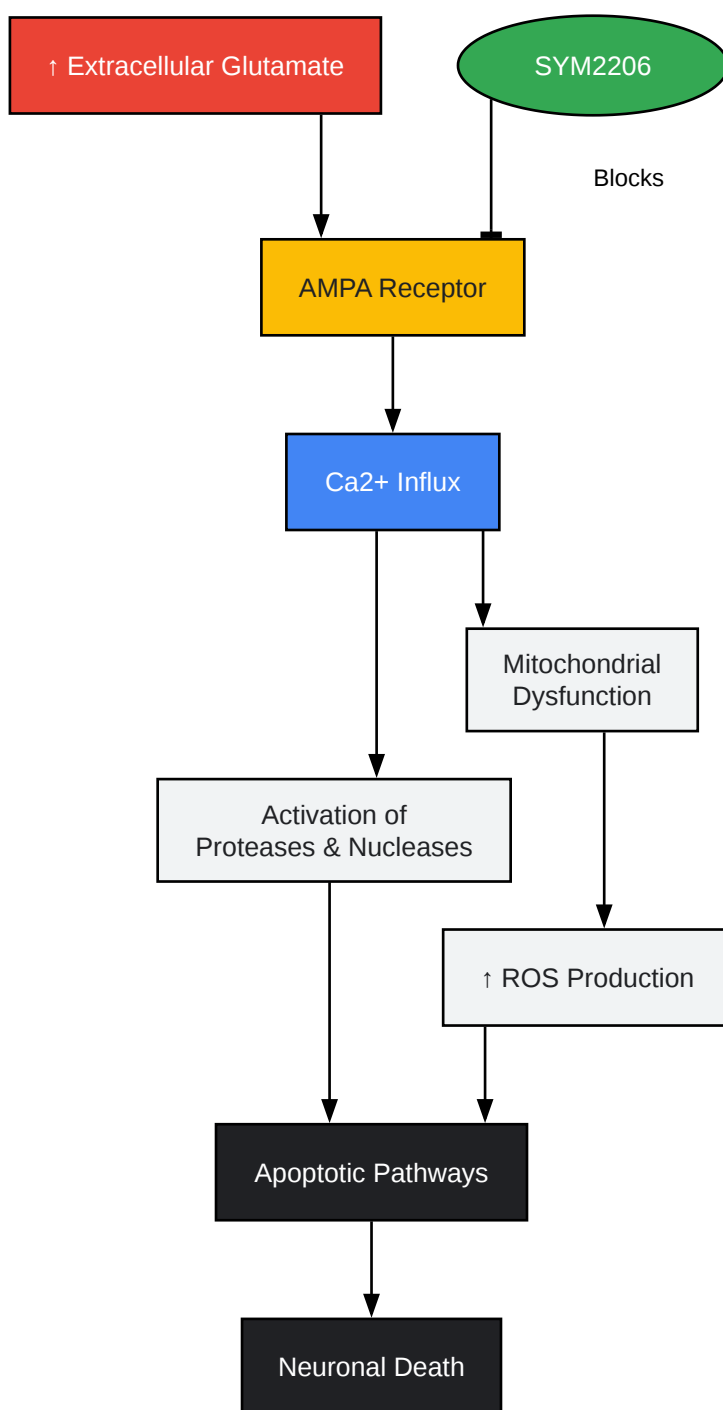 ↑ Extracellular Glutamate
SYM2206
Blocks
AMPA Receptor
Ca2+ Influx
Mitochondrial
Dysfunction
Activation of
Proteases & Nucleases
↑ ROS Production
Apoptotic Pathways
Neuronal Death